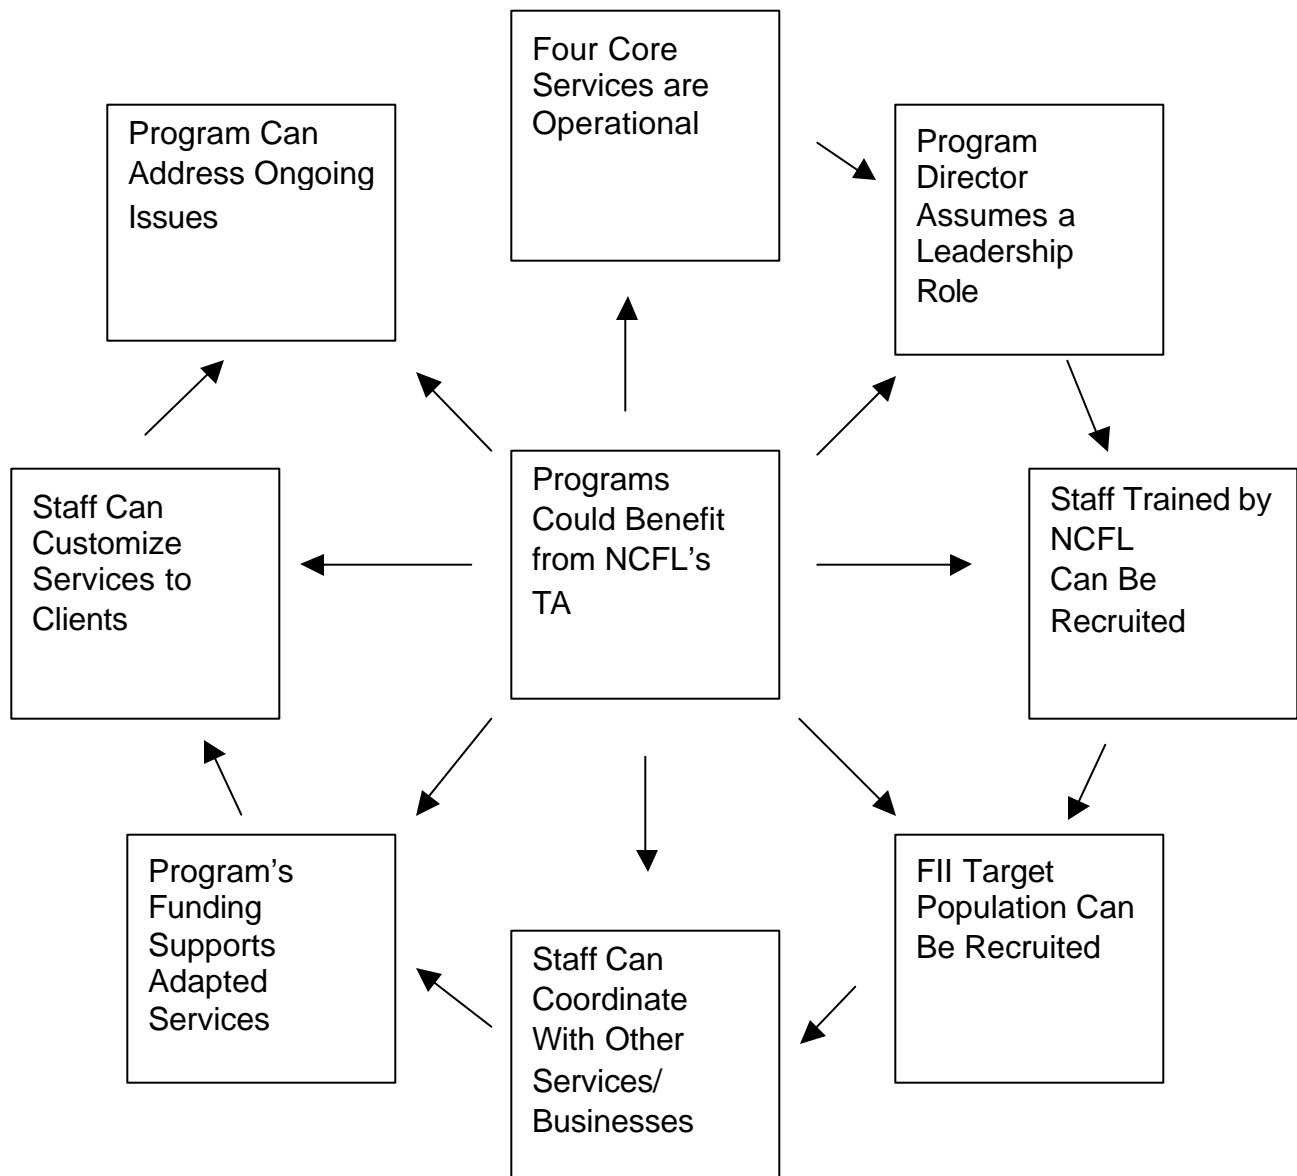 Four Core
Services are
Operational
Program Can
Address Ongoing
Issues
Program
Director
Assumes a
Leadership
Role
Programs
Could Benefit
from NCFL’s
TA
Staff Can
Customize
Services to
Clients
Staff Trained by
NCFL
Can Be
Recruited
Program’s
Funding
Supports
Adapted
Services
FII Target
Population Can
Be Recruited
Staff Can
Coordinate
With Other
Services/
Businesses